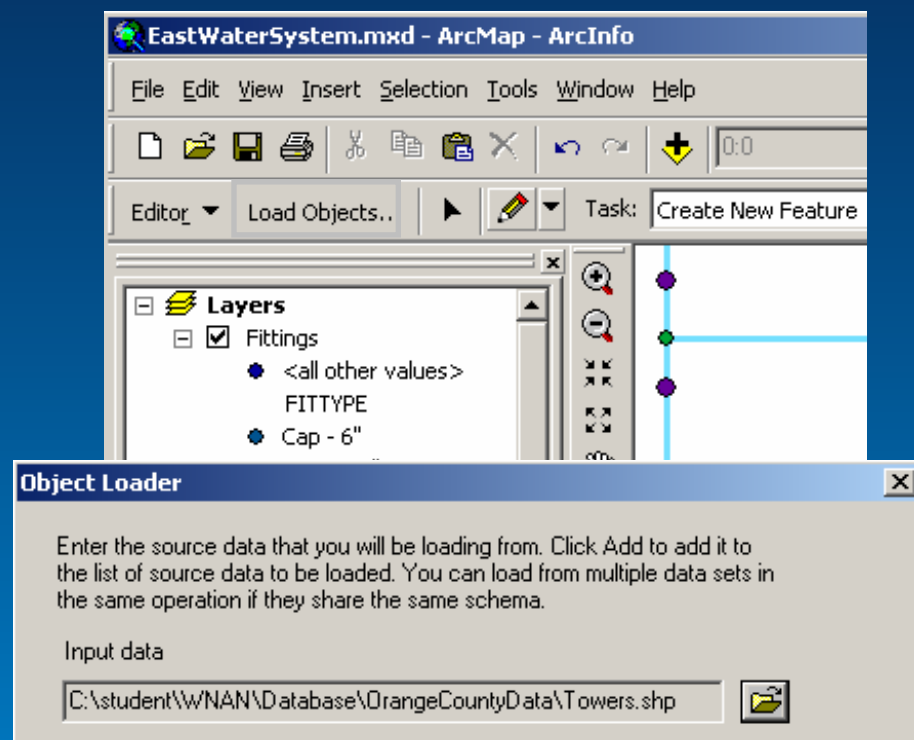 EastWaterSystem.mxd - ArcMap - ArcInfo
File Edit View Insert Selection Tools Window Help
0:0
Editor Load Objects.. Task: Create New Feature
Layers
Fittings
<all other values>
FITTYPE
Cap - 6"
Object Loader
Enter the source data that you will be loading from. Click Add to add it to
the list of source data to be loaded. You can load from multiple data sets in
the same operation if they share the same schema.
Input data
C:\student\WNAN\Database\OrangeCountyData\Towers.shp